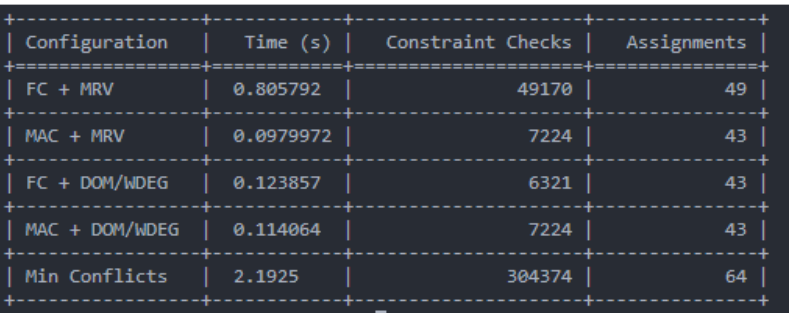 Configuration | Time (s) | Constraint Checks | Assignments
FC + MRV | 0.805792 | 49170 | 49
MAC + MRV | 0.0979972 | 7224 | 43
FC + DOM/WDEG | 0.123857 | 6321 | 43
MAC + DOM/WDEG | 0.114064 | 7224 | 43
Min Conflicts | 2.1925 | 304374 | 64